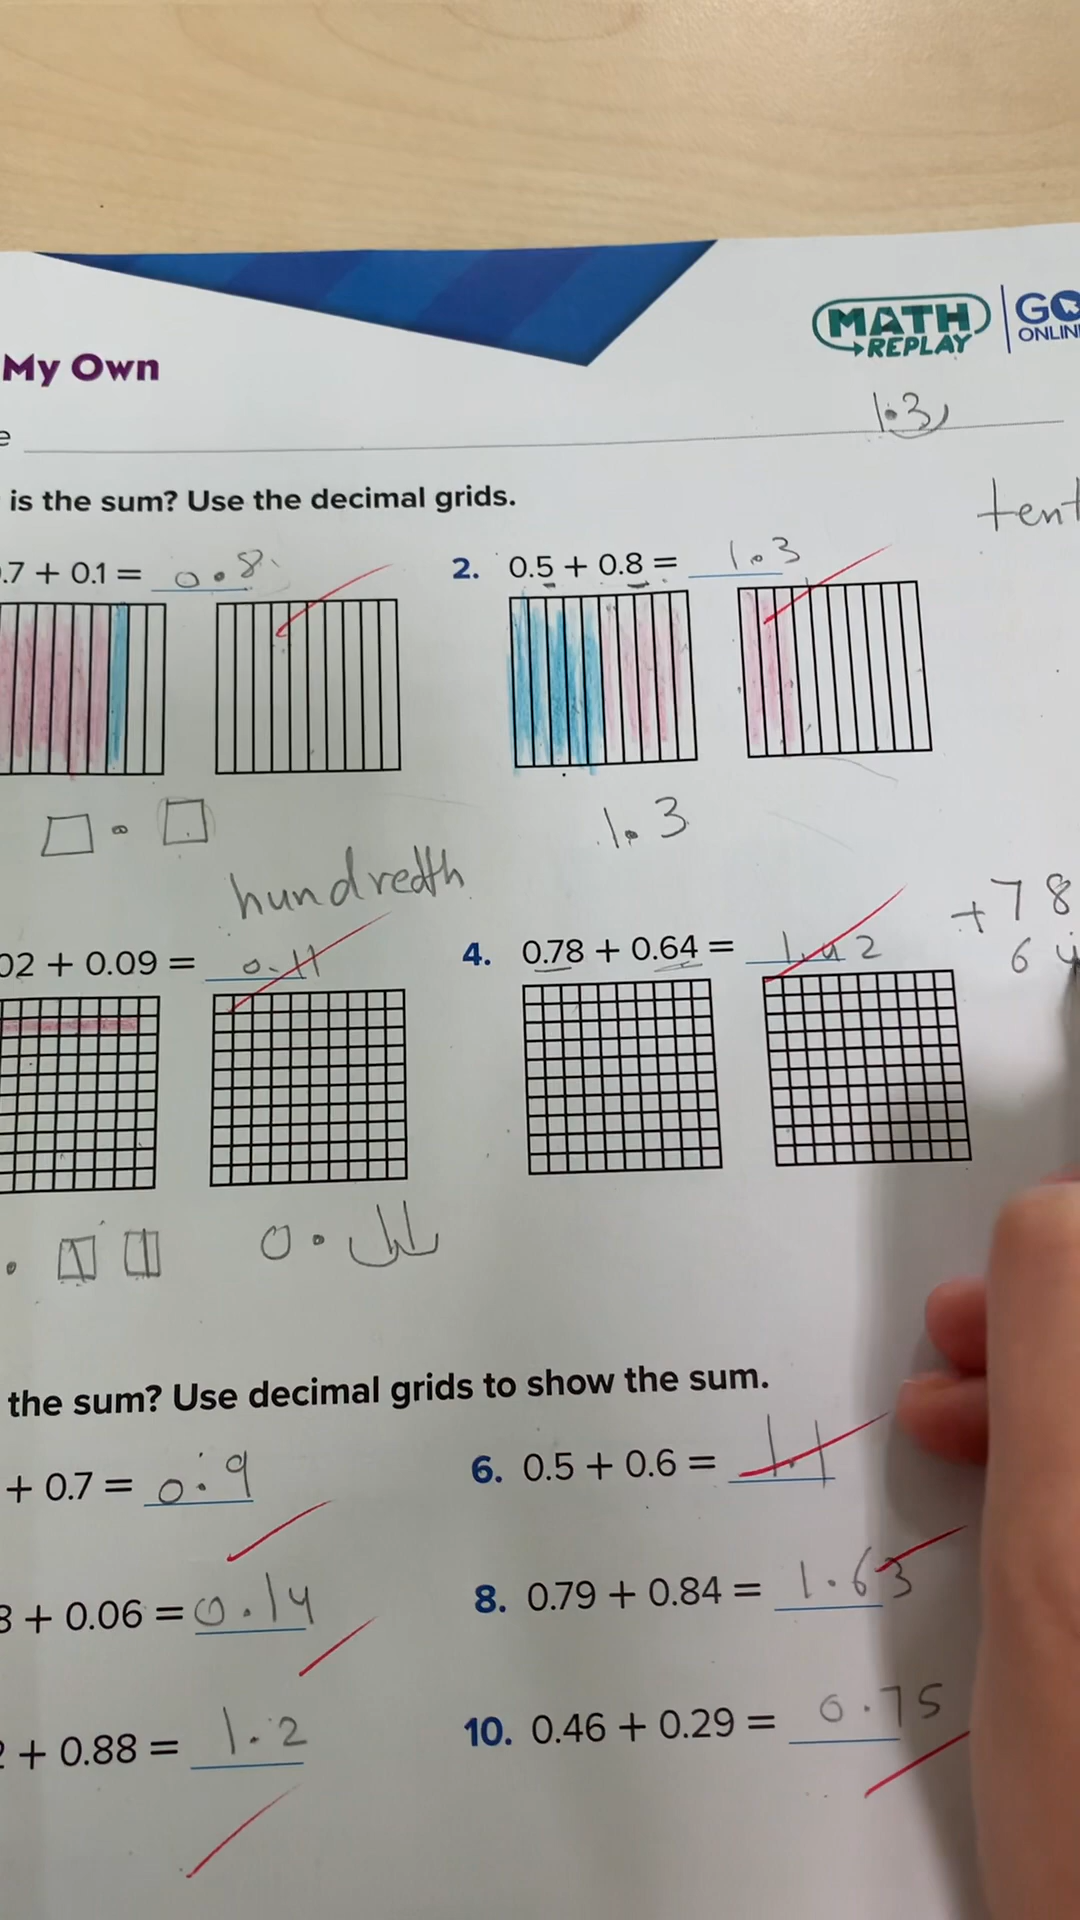 MATH REPLAY
GO ONLINE
My Own
1.3
is the sum? Use the decimal grids.
tent
.7 + 0.1 = 0.8
2. 0.5 + 0.8 = 1.3
1.3
hundredth
02 + 0.09 = 0.11
4. 0.78 + 0.64 = 1.42
+78
64
0.11
the sum? Use decimal grids to show the sum.
+ 0.7 = 0.9
6. 0.5 + 0.6 = 1.1
8 + 0.06 = 0.14
8. 0.79 + 0.84 = 1.63
2 + 0.88 = 1.2
10. 0.46 + 0.29 = 0.75